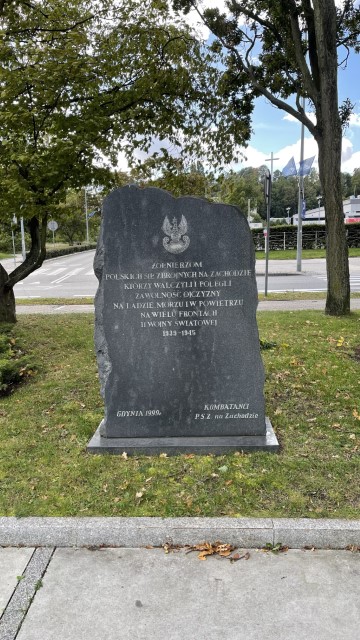 ŻOŁNIERZOM
POLSKICH SIŁ ZBROJNYCH NA ZACHODZIE
KTÓRZY WALCZYLI I POLEGLI
ZA WOLNOŚĆ OJCZYZNY
NA LĄDZIE MORZU I W POWIETRZU
NA WIELU FRONTACH
II WOJNY ŚWIATOWEJ
1939-1945
GDYNIA 1999r.
KOMBATANCI
P.S.Z. na Zachodzie